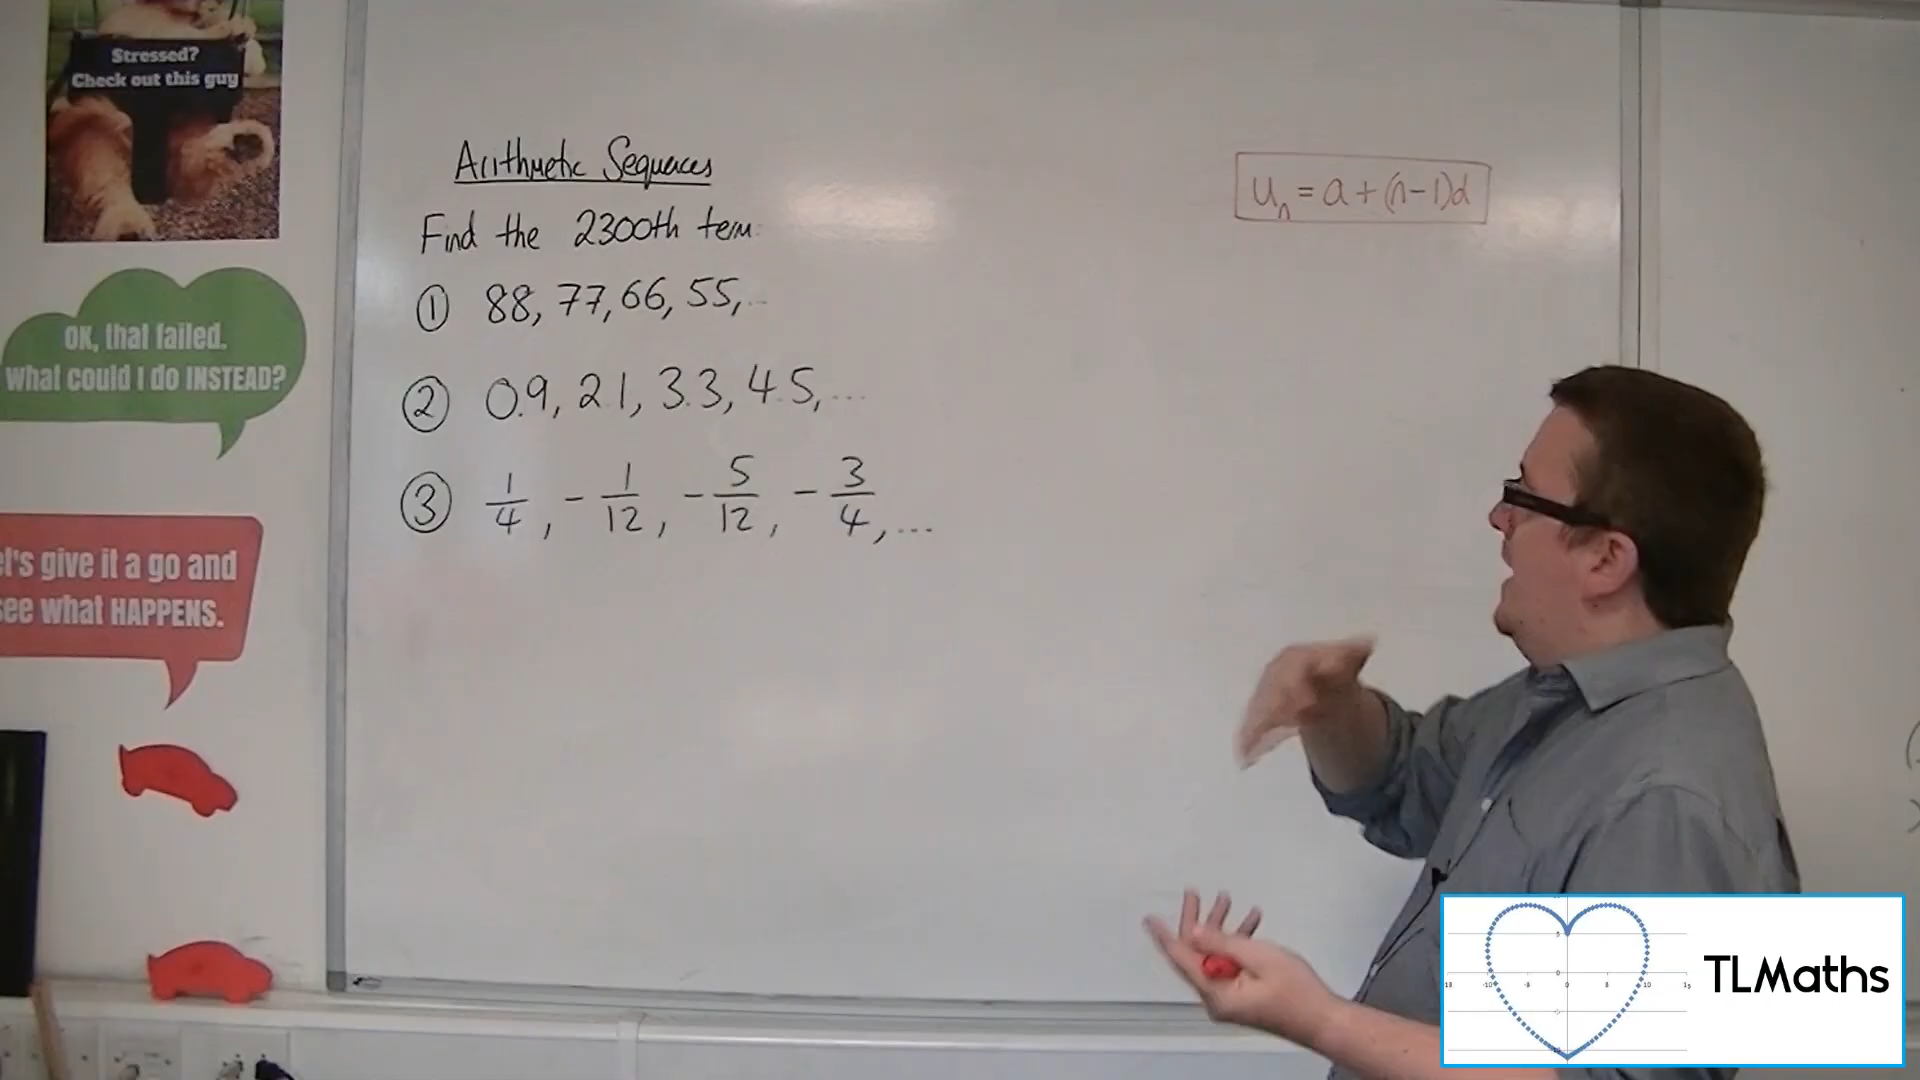 Stressed?
Check out this guy
OK, that failed.
What could I do INSTEAD?
et's give it a go and
see what HAPPENS.
Arithmetic Sequences
Find the 2300th term.
① 88, 77, 66, 55, ...
② 0.9, 2.1, 3.3, 4.5, ...
③ 1/4, -1/12, -5/12, -3/4, ...
Uₙ = a + (n-1)d
TLMaths